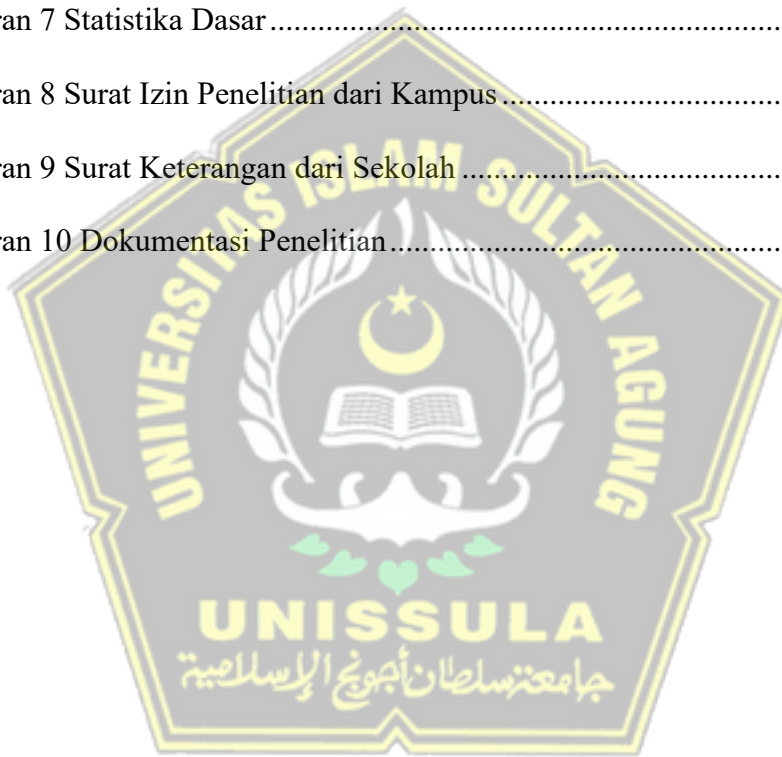 ran 7 Statistika Dasar................................................................
ran 8 Surat Izin Penelitian dari Kampus...................................
ran 9 Surat Keterangan dari Sekolah ........................................
ran 10 Dokumentasi Penelitian.................................................
UNIVERSITAS ISLAM SULTAN AGUNG
UNISSULA
جامعة سلطان أجونج الإسلامية